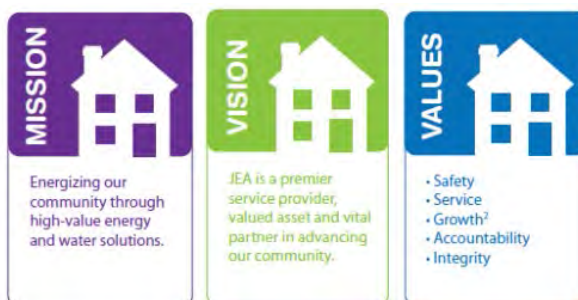 MISSION
Energizing our
community through
high-value energy
and water solutions.
VISION
JEA is a premier
service provider,
valued asset and vital
partner in advancing
our community.
VALUES
• Safety
• Service
• Growth²
• Accountability
• Integrity